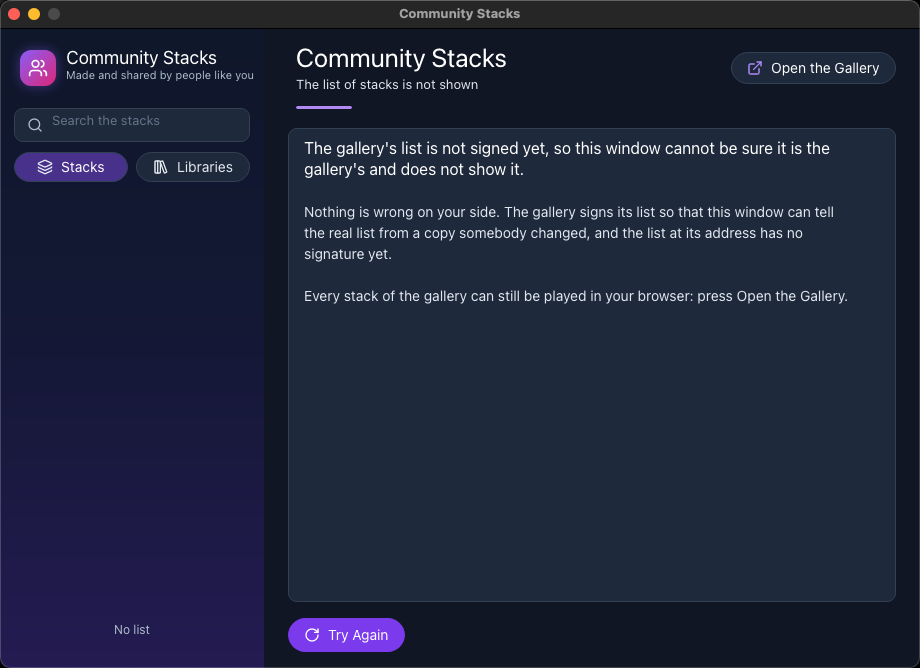 Community Stacks
Community Stacks
Made and shared by people like you
Search the stacks
Stacks
Libraries
No list
Community Stacks
The list of stacks is not shown
Open the Gallery
The gallery's list is not signed yet, so this window cannot be sure it is the
gallery's and does not show it.
Nothing is wrong on your side. The gallery signs its list so that this window can tell
the real list from a copy somebody changed, and the list at its address has no
signature yet.
Every stack of the gallery can still be played in your browser: press Open the Gallery.
Try Again